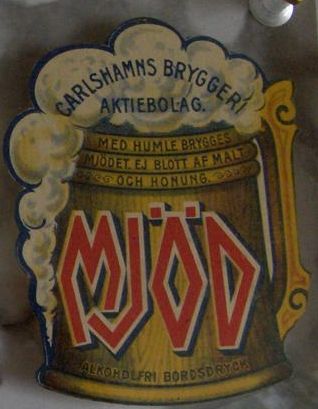 CARLSHAMNS BRYGGERI
AKTIEBOLAG.
MED HUMLE BRYGGES
MJÖDET, EJ BLOTT AF MALT
OCH HONUNG.
MJÖD
ALKOHOLFRI BORDSDRYCK